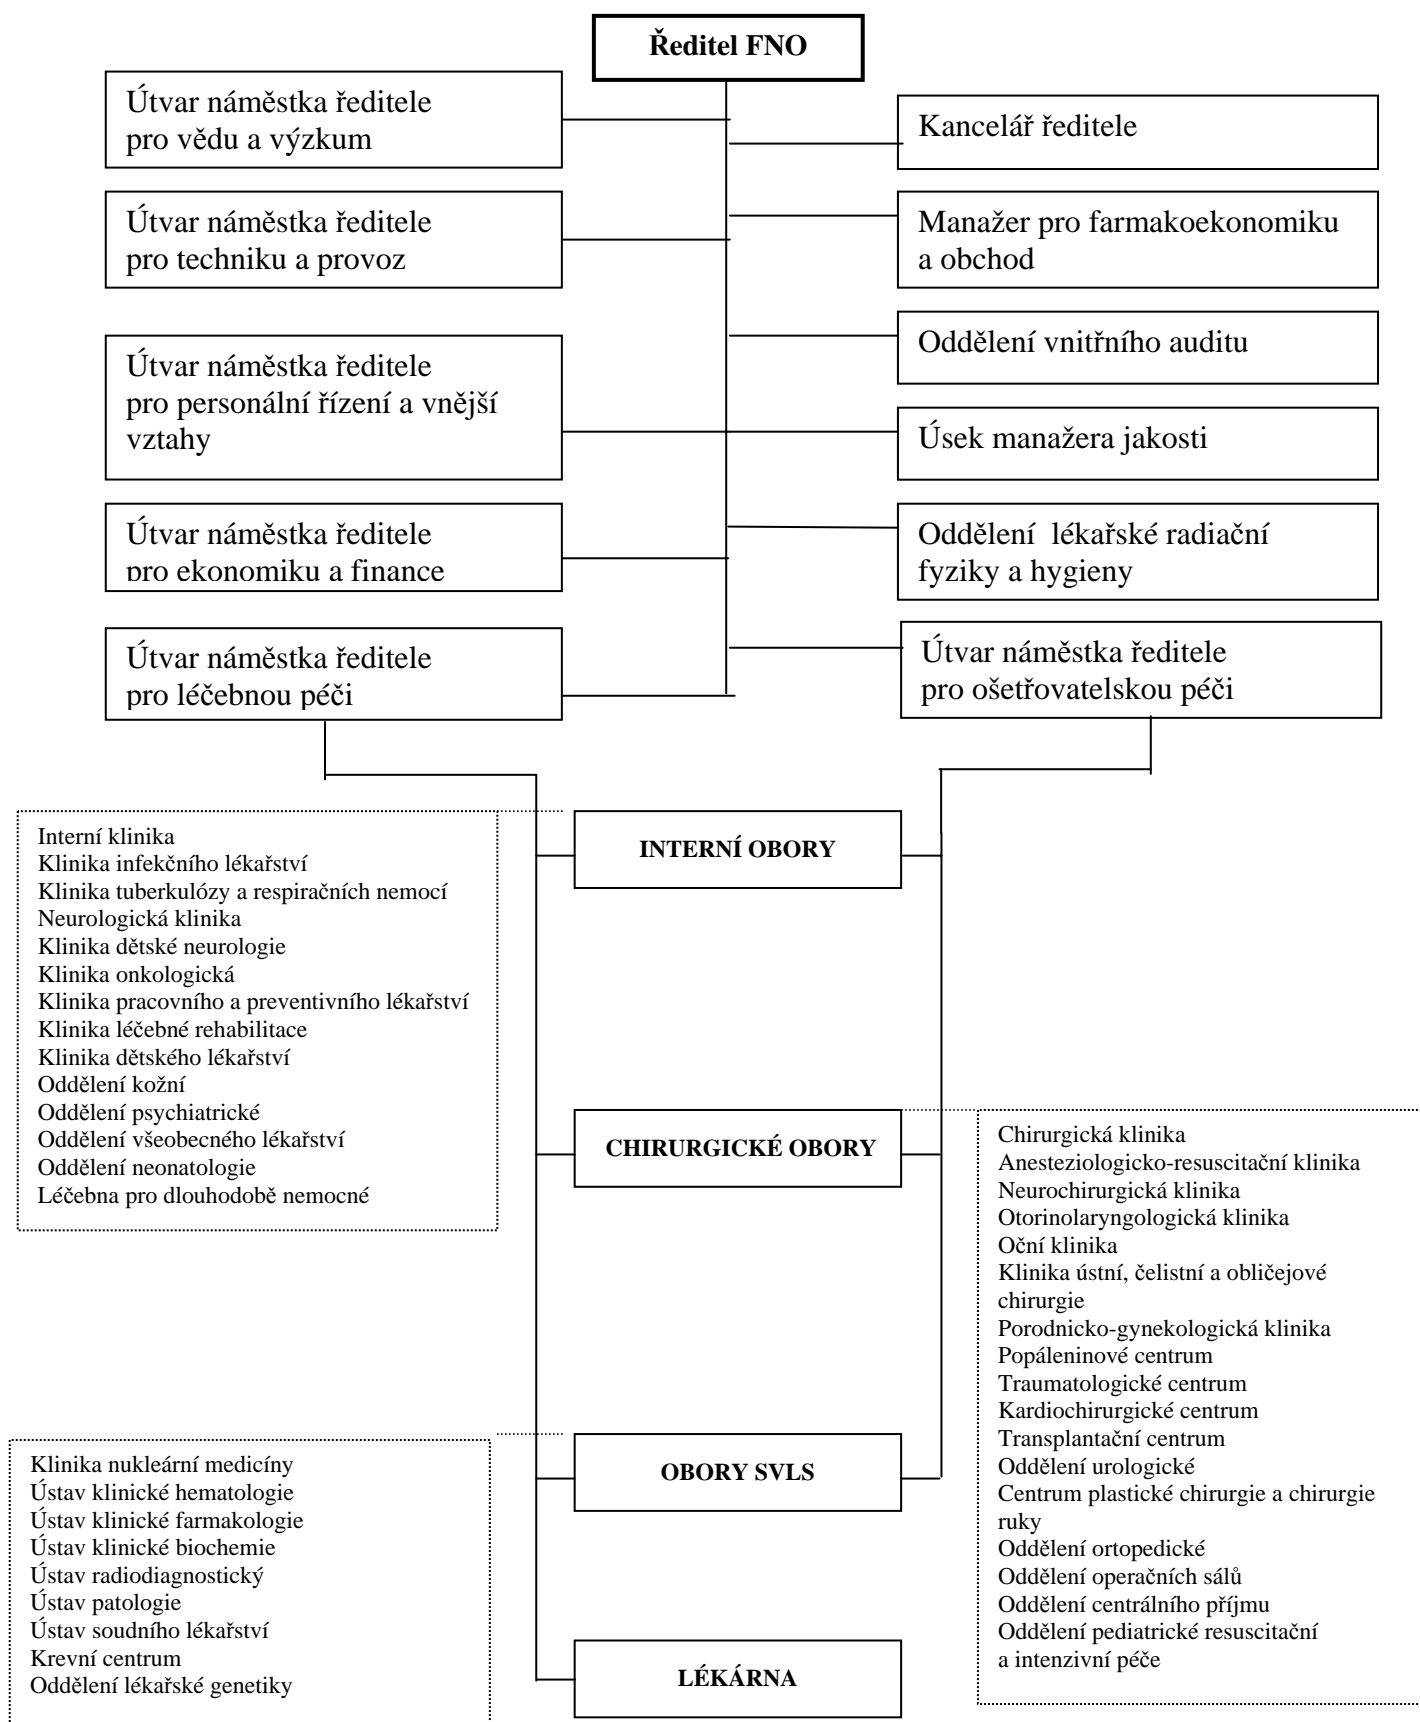 Ředitel FNO
Útvar náměstka ředitele
pro vědu a výzkum
Kancelář ředitele
Útvar náměstka ředitele
pro techniku a provoz
Manažer pro farmakoekonomiku
a obchod
Oddělení vnitřního auditu
Útvar náměstka ředitele
pro personální řízení a vnější
vztahy
Úsek manažera jakosti
Útvar náměstka ředitele
pro ekonomiku a finance
Oddělení  lékařské radiační
fyziky a hygieny
Útvar náměstka ředitele
pro léčebnou péči
Útvar náměstka ředitele
pro ošetřovatelskou péči
INTERNÍ OBORY
Interní klinika
Klinika infekčního lékařství
Klinika tuberkulózy a respiračních nemocí
Neurologická klinika
Klinika dětské neurologie
Klinika onkologická
Klinika pracovního a preventivního lékařství
Klinika léčebné rehabilitace
Klinika dětského lékařství
Oddělení kožní
Oddělení psychiatrické
Oddělení všeobecného lékařství
Oddělení neonatologie
Léčebna pro dlouhodobě nemocné
CHIRURGICKÉ OBORY
Chirurgická klinika
Anesteziologicko-resuscitační klinika
Neurochirurgická klinika
Otorinolaryngologická klinika
Oční klinika
Klinika ústní, čelistní a obličejové
chirurgie
Porodnicko-gynekologická klinika
Popáleninové centrum
Traumatologické centrum
Kardiochirurgické centrum
Transplantační centrum
Oddělení urologické
Centrum plastické chirurgie a chirurgie
ruky
Oddělení ortopedické
Oddělení operačních sálů
Oddělení centrálního příjmu
Oddělení pediatrické resuscitační
a intenzivní péče
OBORY SVLS
Klinika nukleární medicíny
Ústav klinické hematologie
Ústav klinické farmakologie
Ústav klinické biochemie
Ústav radiodiagnostický
Ústav patologie
Ústav soudního lékařství
Krevní centrum
Oddělení lékařské genetiky
LÉKÁRNA